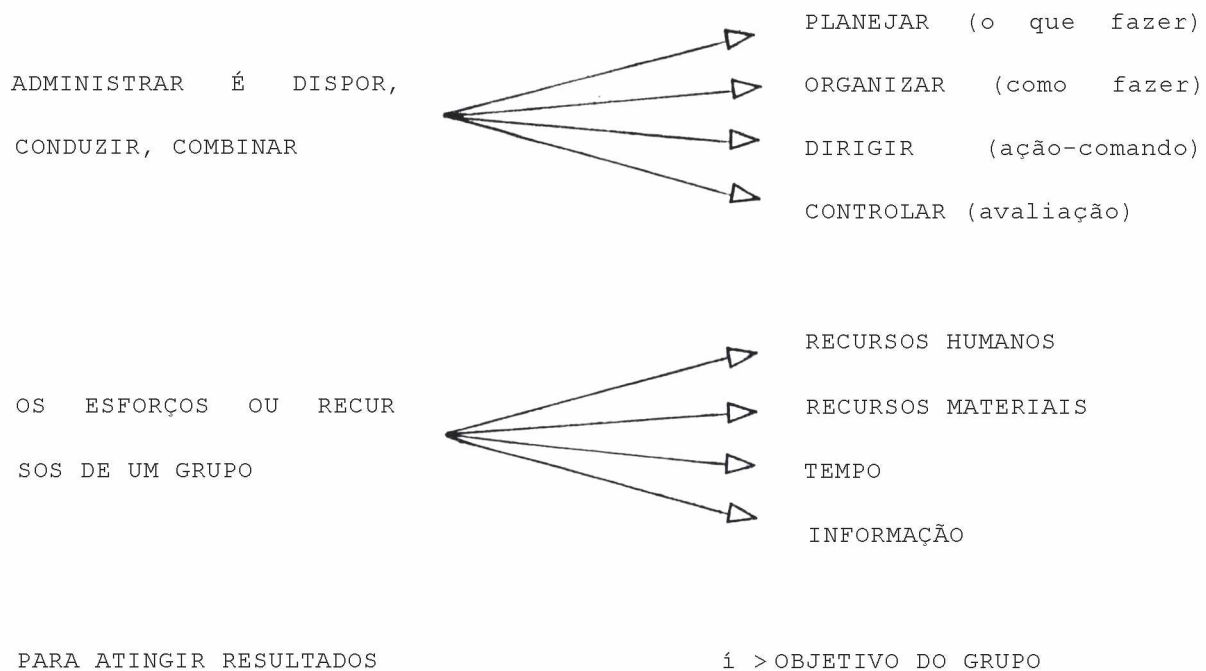 ADMINISTRAR É DISPOR,
CONDUZIR, COMBINAR
PLANEJAR (o que fazer)
ORGANIZAR (como fazer)
DIRIGIR (ação-comando)
CONTROLAR (avaliação)
OS ESFORÇOS OU RECUR
SOS DE UM GRUPO
RECURSOS HUMANOS
RECURSOS MATERIAIS
TEMPO
INFORMAÇÃO
PARA ATINGIR RESULTADOS
í > OBJETIVO DO GRUPO